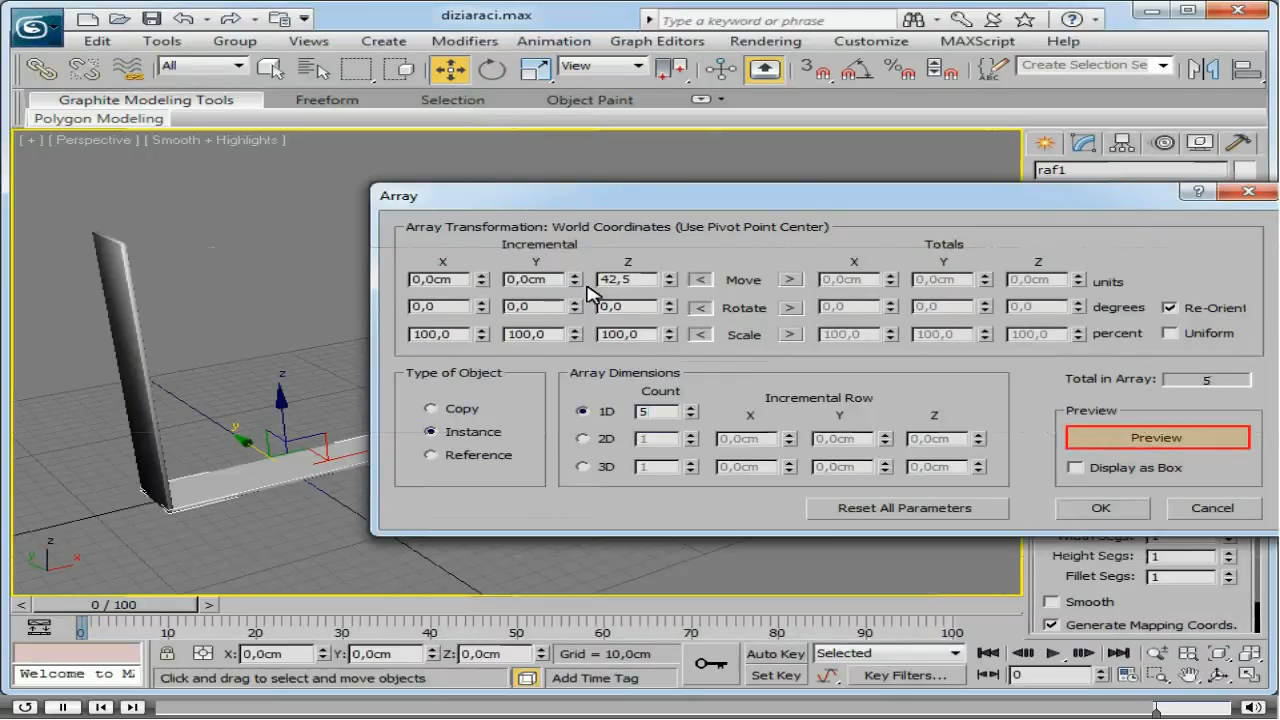 diziaraci.max
Type a keyword or phrase
Edit Tools Group Views Create Modifiers Animation Graph Editors Rendering Customize MAXScript Help
All View 3 Create Selection Se
Graphite Modeling Tools Freeform Selection Object Paint
Polygon Modeling
[ + ] [ Perspective ] [ Smooth + Highlights ]
raf1
Array
Array Transformation: World Coordinates (Use Pivot Point Center)
Incremental Totals
X Y Z X Y Z
0,0cm 0,0cm 42,5 < Move > 0,0cm 0,0cm 0,0cm units
0,0 0,0 0,0 < Rotate > 0,0 0,0 0,0 degrees Re-Orient
100,0 100,0 100,0 < Scale > 100,0 100,0 100,0 percent Uniform
Type of Object Array Dimensions Total in Array: 5
Count
Incremental Row
X Y Z
Copy 1D 5 Preview
Instance 2D 1 0,0cm 0,0cm 0,0cm Preview
Reference 3D 1 0,0cm 0,0cm 0,0cm Display as Box
Reset All Parameters OK Cancel
z
y
z
y x
Height Segs: 1
Fillet Segs: 1
Smooth
Generate Mapping Coords.
< 0 / 100 >
0 10 20 30 40 50 60 70 80 90 100
X: 0,0cm Y: 0,0cm Z: 0,0cm Grid = 10,0cm Auto Key Selected
Welcome to MA Click and drag to select and move objects Add Time Tag Set Key Key Filters... 0